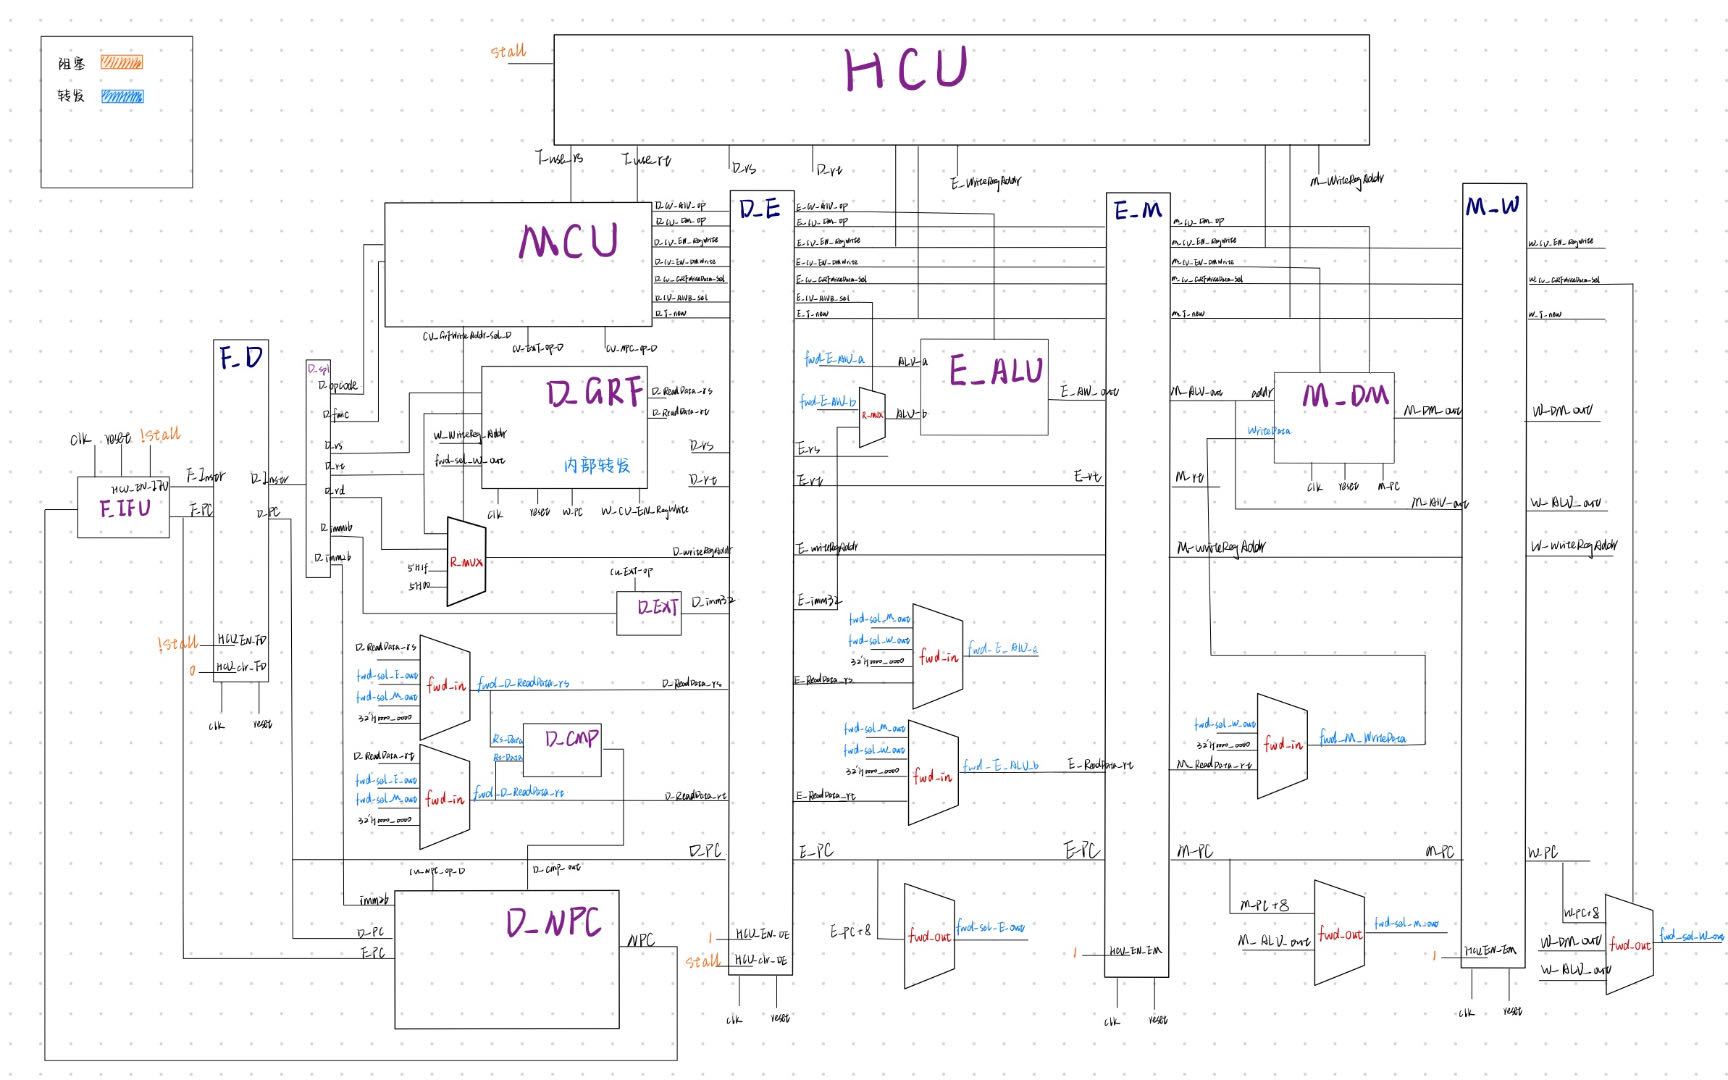 阻塞
转发
stall
HCU
T_use_rs
T_use_rt
D_rs
D_rt
E_WriteRegAddr
M_WriteRegAddr
MCU
D_CU_ALU_op
D_CU_DM_op
D_CU_EN_RegWrite
D_CU_EN_DMWrite
D_CU_GRFWriteData_Sel
D_CU_ALUB_sel
D_T_new
CU_GrfWriteAddr_Sel_D
CU_EXT_op_D
CU_NPC_op_D
D_E
E_CU_ALU_op
E_CU_DM_op
E_CU_EN_RegWrite
E_CU_EN_DMWrite
E_CU_GRFWriteData_Sel
E_CU_ALUB_sel
E_T_new
E_M
M_CU_DM_op
M_CU_EN_RegWrite
M_CU_EN_DMWrite
M_CU_GRFWriteData_Sel
M_T_new
M_W
W_CU_EN_RegWrite
W_CU_GRFWriteData_Sel
W_T_new
F_D
D_spl
D_opcode
D_func
D_rs
D_rt
D_rd
D_imm16
D_imm26
clk
reset
!stall
HCU_EN_IFU
F_IFU
F_Instr
F_PC
D_Instr
D_PC
!stall
HCU_EN_FD
0
HCU_clr_FD
clk
reset
D_GRF
内部转发
W_WriteReg_Addr
fwd_sel_W_out
D_ReadData_rs
D_ReadData_rt
clk
reset
W_PC
W_CU_EN_RegWrite
D_rs
D_rt
R_MUX
5'H1f
5'H00
D_WriteRegAddr
CU_EXT_op
D_EXT
D_imm32
fwd_E_ALU_a
ALU_a
fwd_E_ALU_b
R_MUX
ALU_b
E_ALU
E_ALU_out
E_rs
E_rt
E_rt
E_WriteRegAddr
E_imm32
M_ALU_out
addr
WriteData
M_DM
M_DM_out
clk
reset
M_PC
M_rt
M_ALU_out
M_WriteRegAddr
W_DM_out
W_ALU_out
W_WriteRegAddr
D_ReadData_rs
fwd_sel_E_out
fwd_sel_M_out
32'H0000_0000
fwd_in
fwd_D_ReadData_rs
D_ReadData_rs
Rs_Data
Rs_Data
D_CMP
D_ReadData_rt
fwd_sel_E_out
fwd_sel_M_out
32'H0000_0000
fwd_in
fwd_D_ReadData_rt
D_ReadData_rt
fwd_sel_M_out
fwd_sel_W_out
32'H0000_0000
E_ReadData_rs
fwd_in
fwd_E_ALU_a
fwd_sel_M_out
fwd_sel_W_out
32'H0000_0000
E_ReadData_rt
fwd_in
fwd_E_ALU_b
E_ReadData_rt
fwd_sel_W_out
32'H0000_0000
M_ReadData_rt
fwd_in
fwd_M_WriteData
D_PC
E_PC
E_PC
M_PC
M_PC
W_PC
CU_NPC_op_D
D_cmp_out
imm26
D_PC
F_PC
D_NPC
NPC
1
HCU_EN_DE
stall
HCU_clr_DE
clk
reset
E_PC+8
fwd_out
fwd_sel_E_out
1
HCU_EN_EM
clk
reset
M_PC+8
M_ALU_out
fwd_out
fwd_sel_M_out
1
HCU_EN_EM
clk
reset
W_PC+8
W_DM_out
W_ALU_out
fwd_out
fwd_sel_W_out